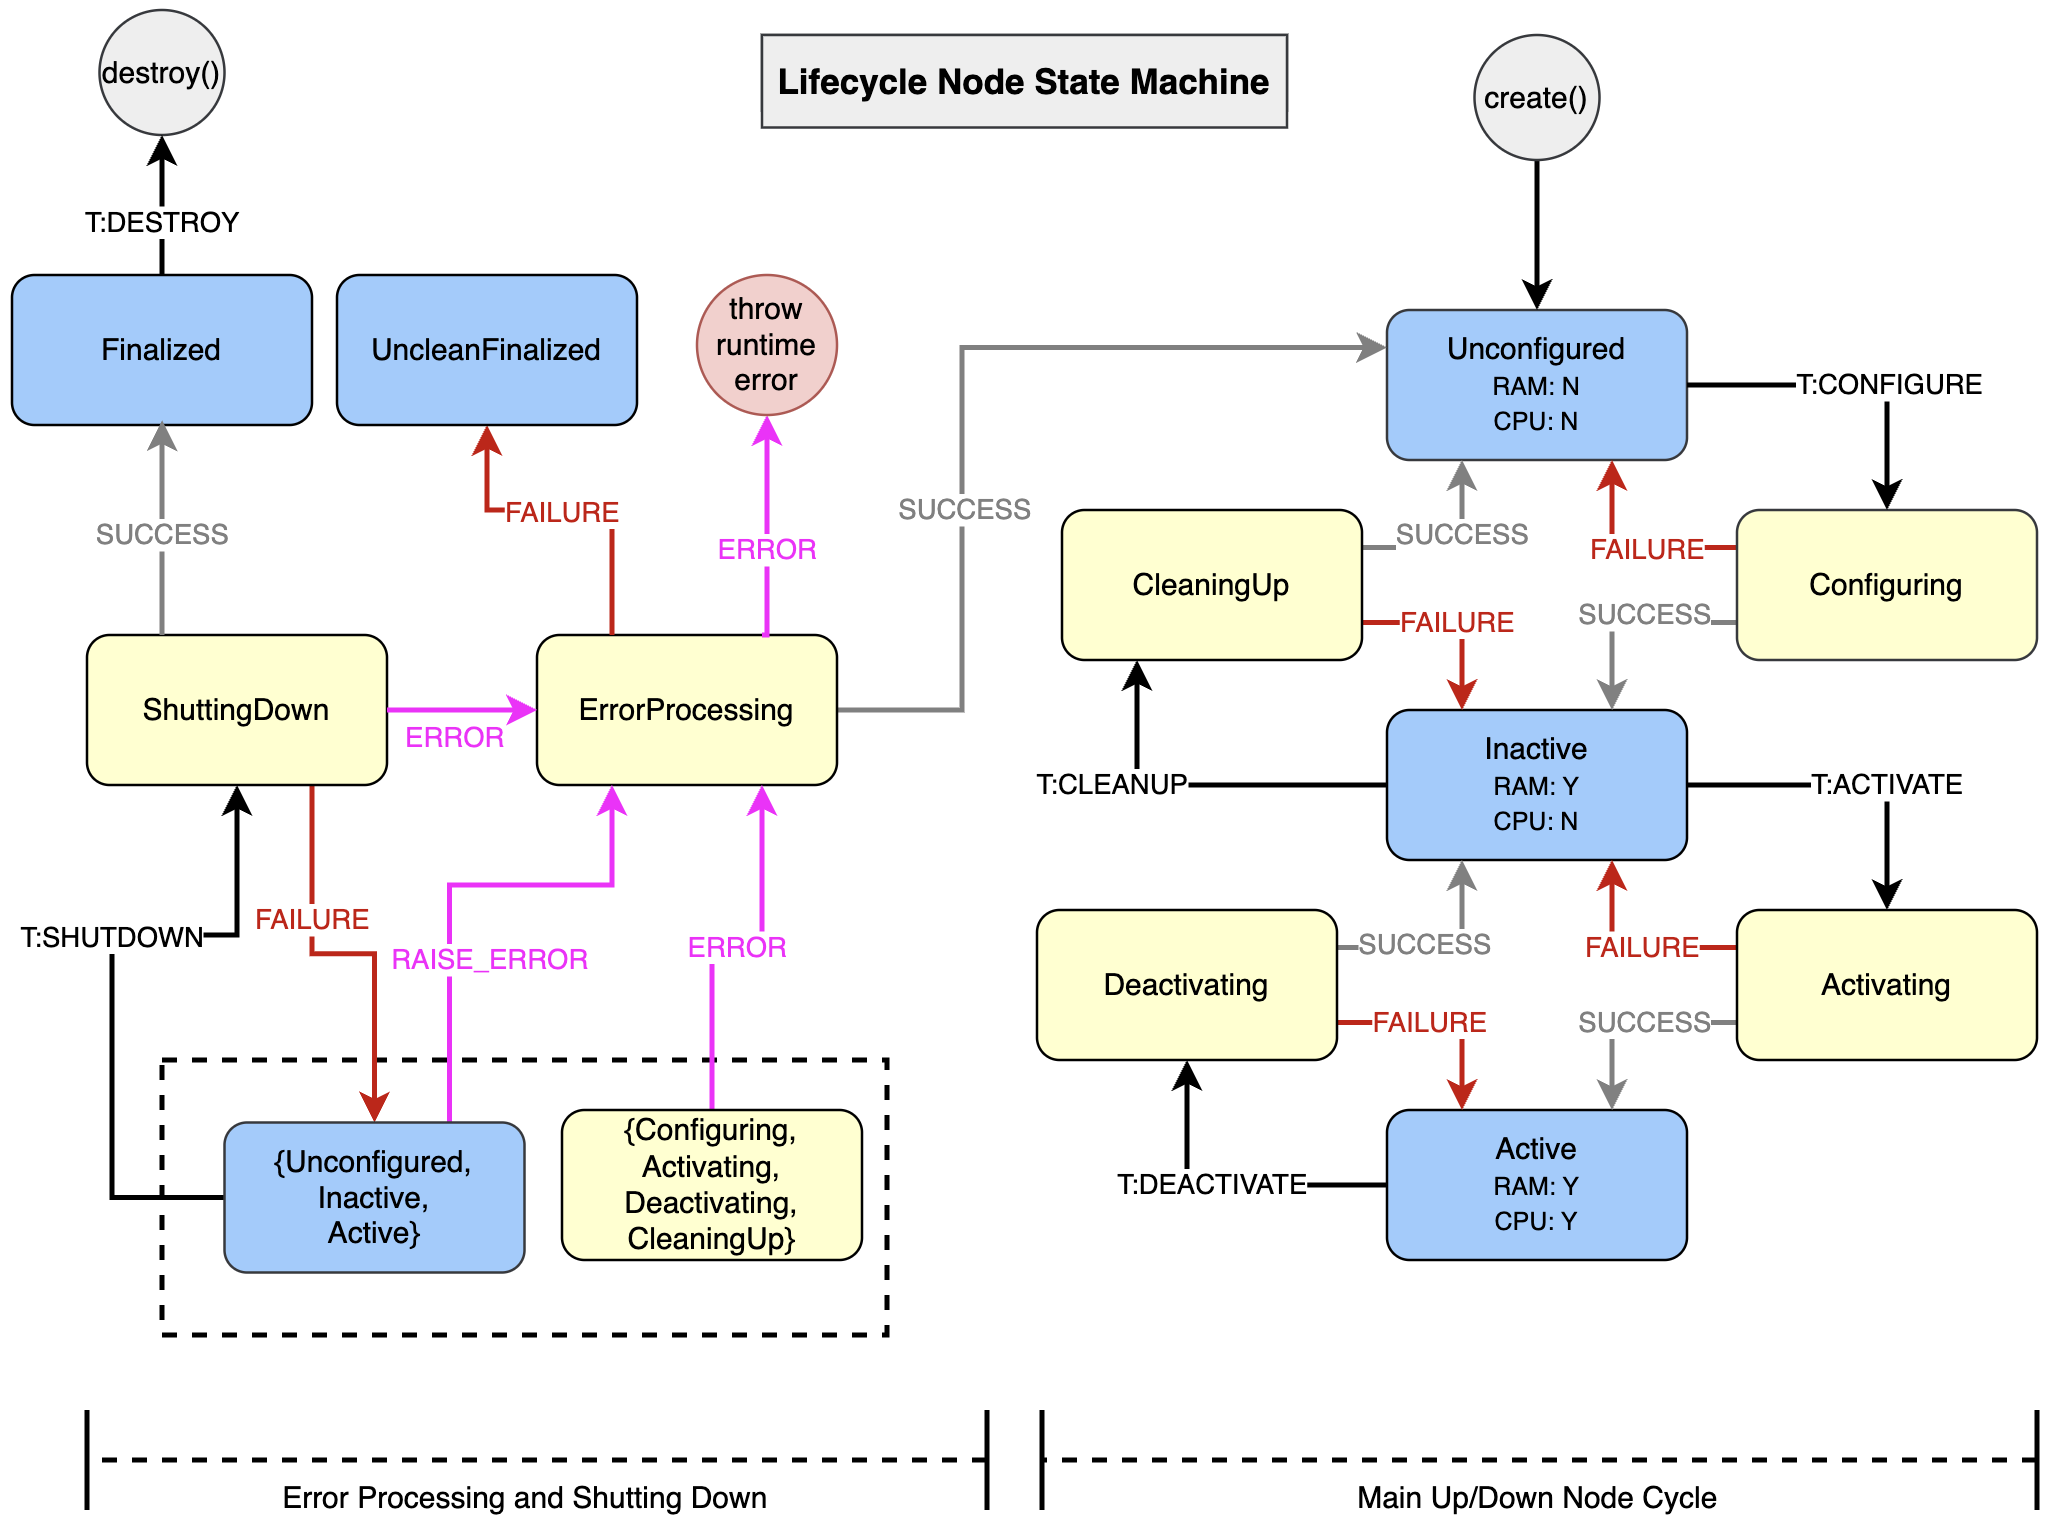 destroy()
Lifecycle Node State Machine
create()
T:DESTROY
Finalized
UncleanFinalized
throw
runtime
error
Unconfigured
RAM: N
CPU: N
T:CONFIGURE
SUCCESS
FAILURE
ERROR
SUCCESS
SUCCESS
FAILURE
CleaningUp
Configuring
FAILURE
SUCCESS
ShuttingDown
ERROR
ErrorProcessing
Inactive
RAM: Y
CPU: N
T:CLEANUP
T:ACTIVATE
T:SHUTDOWN
FAILURE
RAISE_ERROR
ERROR
SUCCESS
FAILURE
Deactivating
Activating
FAILURE
SUCCESS
{Unconfigured,
Inactive,
Active}
{Configuring,
Activating,
Deactivating,
CleaningUp}
T:DEACTIVATE
Active
RAM: Y
CPU: Y
Error Processing and Shutting Down
Main Up/Down Node Cycle